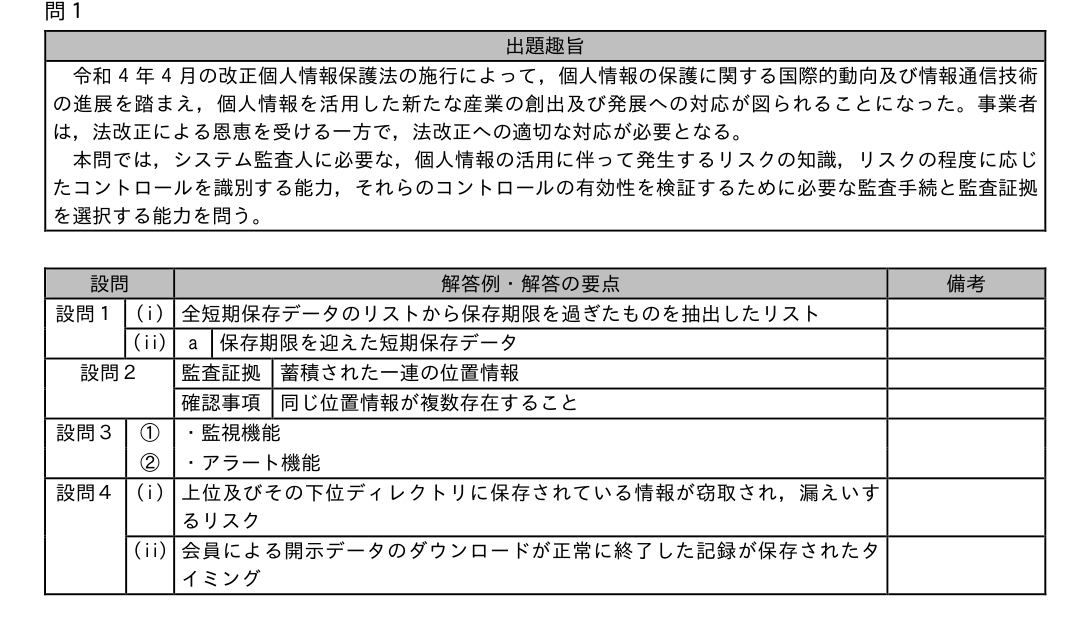 問1
出題趣旨
令和 4 年 4 月の改正個人情報保護法の施行によって，個人情報の保護に関する国際的動向及び情報通信技術
の進展を踏まえ，個人情報を活用した新たな産業の創出及び発展への対応が図られることになった。事業者
は，法改正による恩恵を受ける一方で，法改正への適切な対応が必要となる。
本問では，システム監査人に必要な，個人情報の活用に伴って発生するリスクの知識，リスクの程度に応じ
たコントロールを識別する能力，それらのコントロールの有効性を検証するために必要な監査手続と監査証拠
を選択する能力を問う。
設問 解答例・解答の要点 備考
設問1 (i) 全短期保存データのリストから保存期限を過ぎたものを抽出したリスト
(ii) a 保存期限を迎えた短期保存データ
設問2 監査証拠 蓄積された一連の位置情報
確認事項 同じ位置情報が複数存在すること
設問3 ① ・監視機能
② ・アラート機能
設問4 (i) 上位及びその下位ディレクトリに保存されている情報が窃取され，漏えいす
るリスク
(ii) 会員による開示データのダウンロードが正常に終了した記録が保存されたタ
イミング